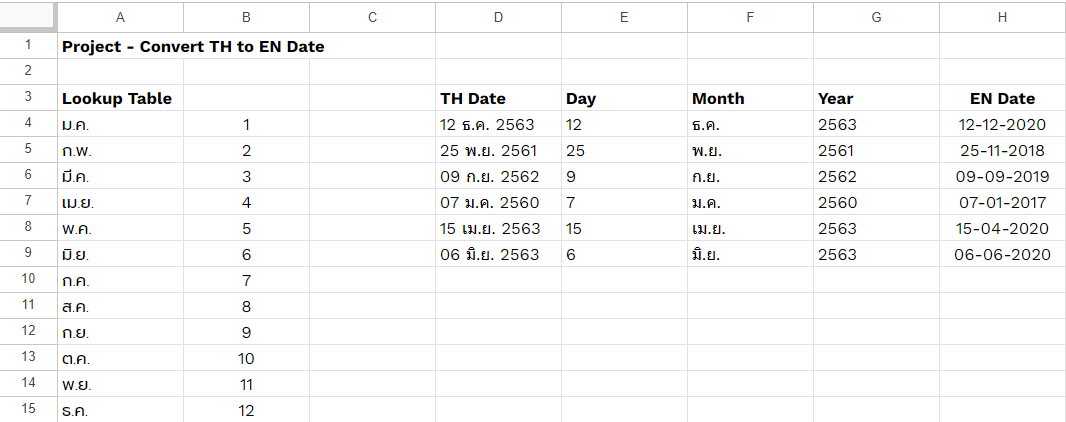 A B C D E F G H
1 Project - Convert TH to EN Date
2
3 Lookup Table TH Date Day Month Year EN Date
4 ม.ค. 1 12 ธ.ค. 2563 12 ธ.ค. 2563 12-12-2020
5 ก.พ. 2 25 พ.ย. 2561 25 พ.ย. 2561 25-11-2018
6 มี.ค. 3 09 ก.ย. 2562 9 ก.ย. 2562 09-09-2019
7 เม.ย. 4 07 ม.ค. 2560 7 ม.ค. 2560 07-01-2017
8 พ.ค. 5 15 เม.ย. 2563 15 เม.ย. 2563 15-04-2020
9 มิ.ย. 6 06 มิ.ย. 2563 6 มิ.ย. 2563 06-06-2020
10 ก.ค. 7
11 ส.ค. 8
12 ก.ย. 9
13 ต.ค. 10
14 พ.ย. 11
15 ธ.ค. 12